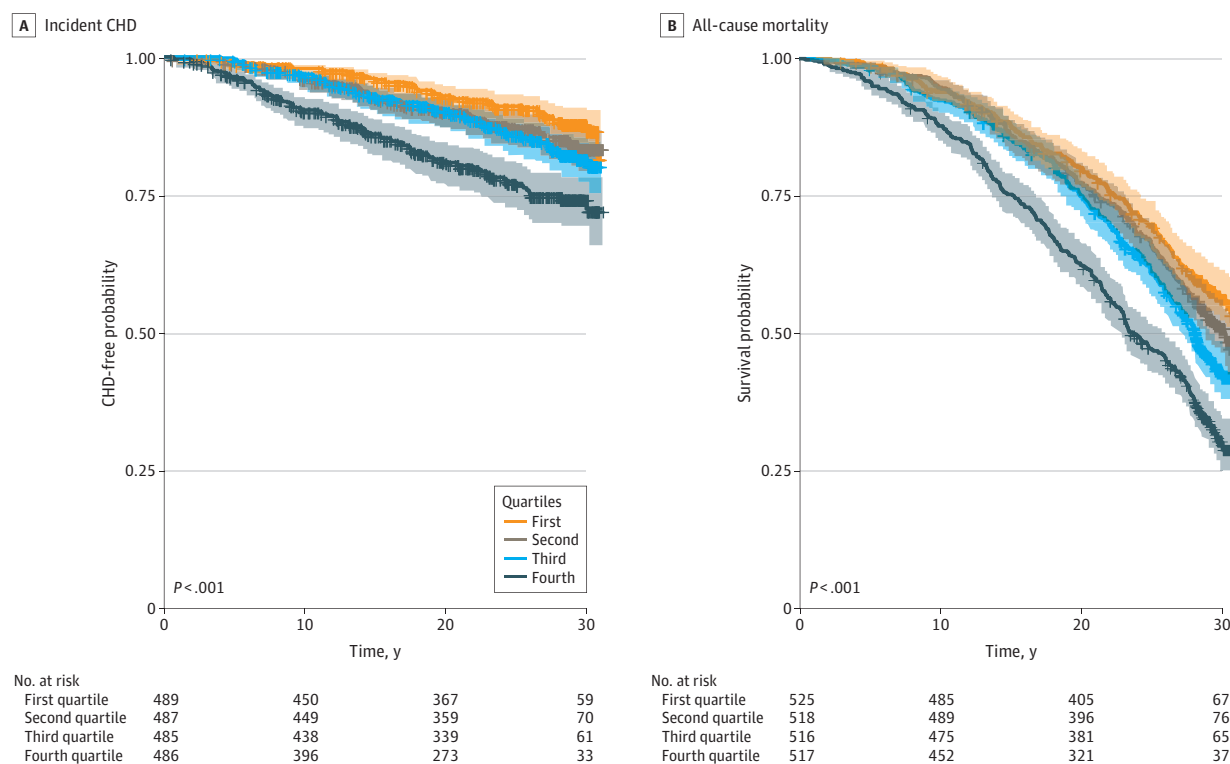 A Incident CHD
1.00
0.75
0.50
0.25
0
CHD-free probability
Quartiles
First
Second
Third
Fourth
P < .001
0 10 20 30
Time, y
No. at risk
First quartile 489 450 367 59
Second quartile 487 449 359 70
Third quartile 485 438 339 61
Fourth quartile 486 396 273 33
B All-cause mortality
1.00
0.75
0.50
0.25
0
Survival probability
P < .001
0 10 20 30
Time, y
No. at risk
First quartile 525 485 405 67
Second quartile 518 489 396 76
Third quartile 516 475 381 65
Fourth quartile 517 452 321 37